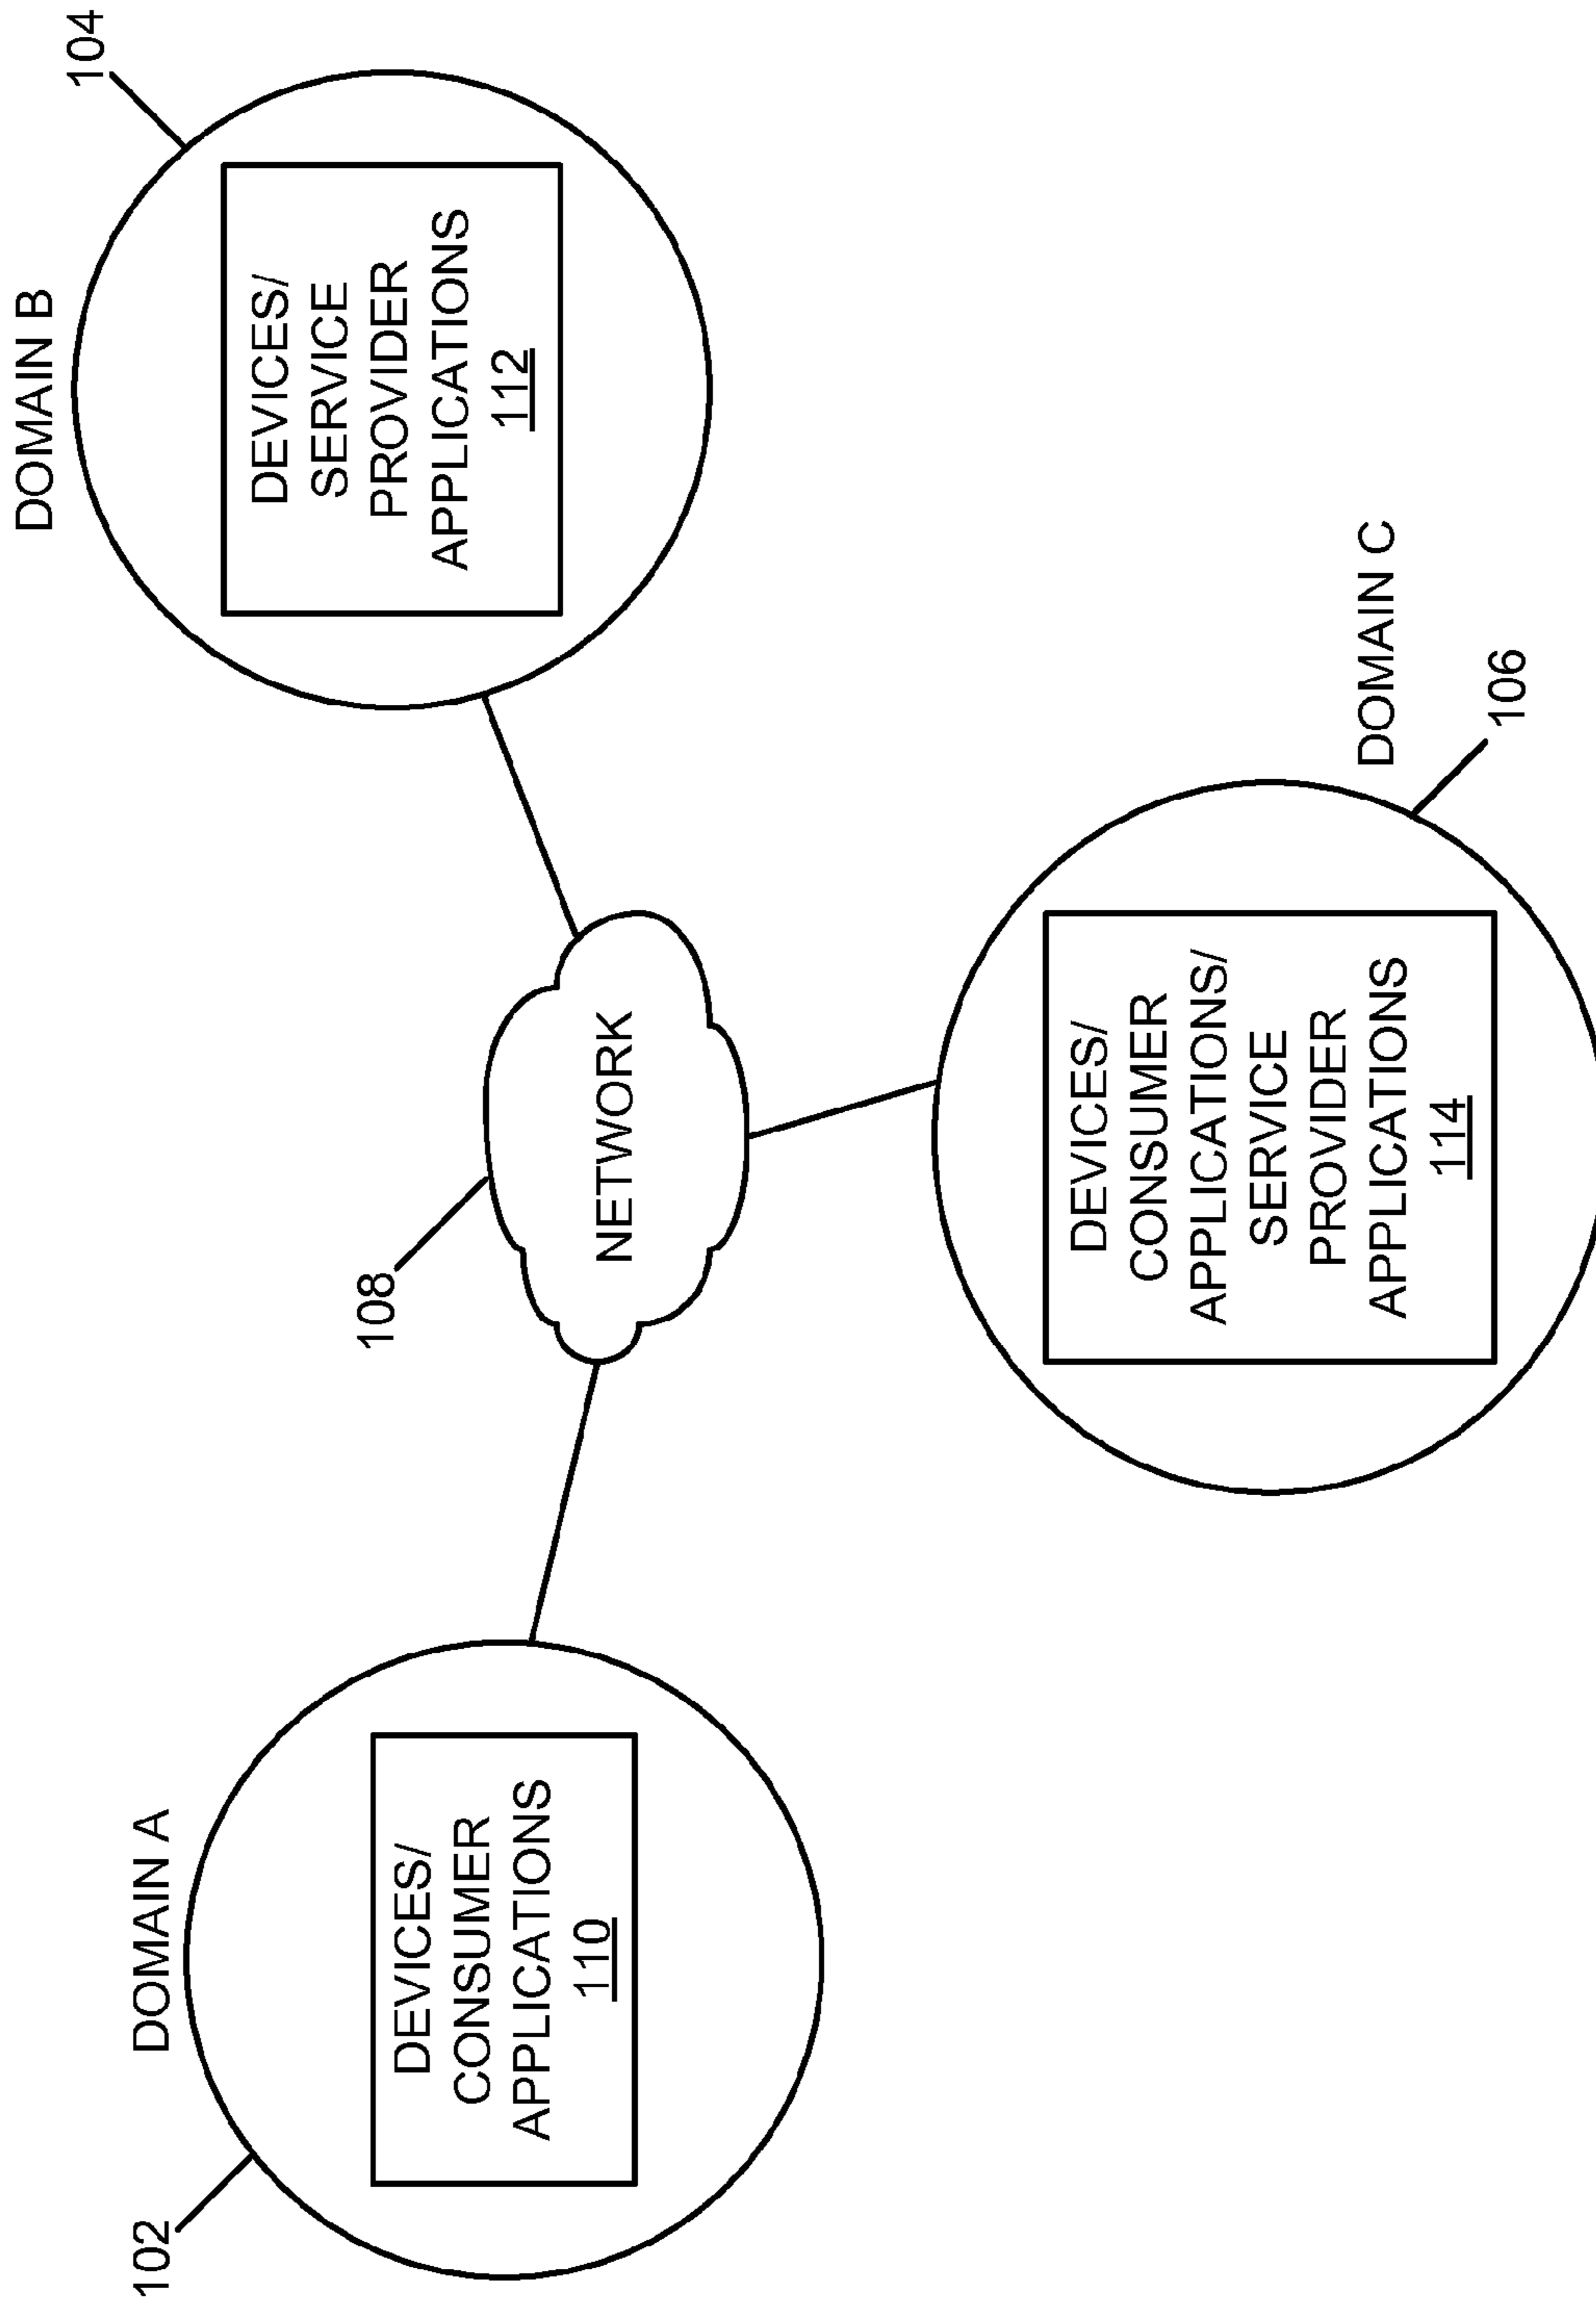 DOMAIN A
102
DEVICES/
CONSUMER
APPLICATIONS
110
108
NETWORK
DOMAIN B
104
DEVICES/
SERVICE
PROVIDER
APPLICATIONS
112
DEVICES/
CONSUMER
APPLICATIONS/
SERVICE
PROVIDER
APPLICATIONS
114
DOMAIN C
106